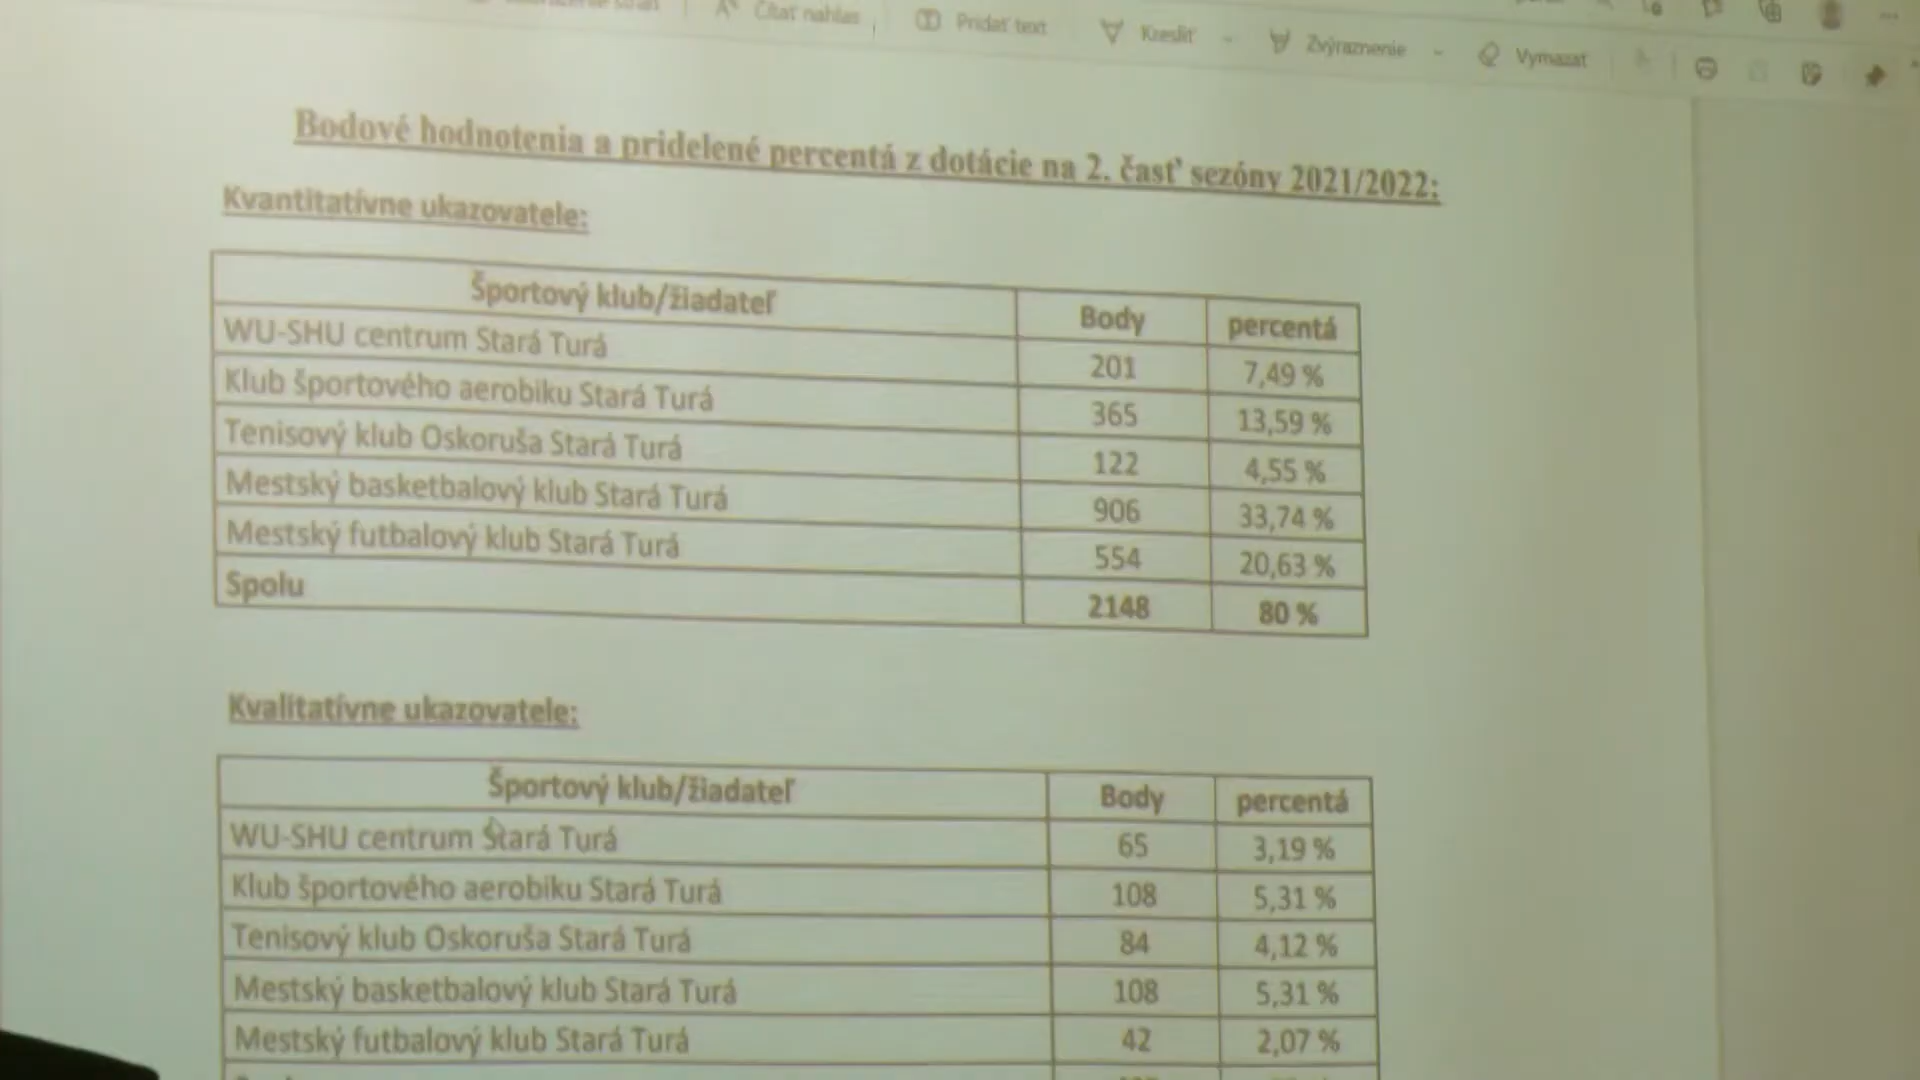 Čítať nahlas
Pridať text
Kresliť
Zvýraznenie
Vymazať
Bodové hodnotenia a pridelené percentá z dotácie na 2. časť sezóny 2021/2022:
Kvantitatívne ukazovatele:
Športový klub/žiadateľ Body percentá
WU-SHU centrum Stará Turá 201 7,49 %
Klub športového aerobiku Stará Turá 365 13,59 %
Tenisový klub Oskoruša Stará Turá 122 4,55 %
Mestský basketbalový klub Stará Turá 906 33,74 %
Mestský futbalový klub Stará Turá 554 20,63 %
Spolu 2148 80 %
Kvalitatívne ukazovatele:
Športový klub/žiadateľ Body percentá
WU-SHU centrum Stará Turá 65 3,19 %
Klub športového aerobiku Stará Turá 108 5,31 %
Tenisový klub Oskoruša Stará Turá 84 4,12 %
Mestský basketbalový klub Stará Turá 108 5,31 %
Mestský futbalový klub Stará Turá 42 2,07 %